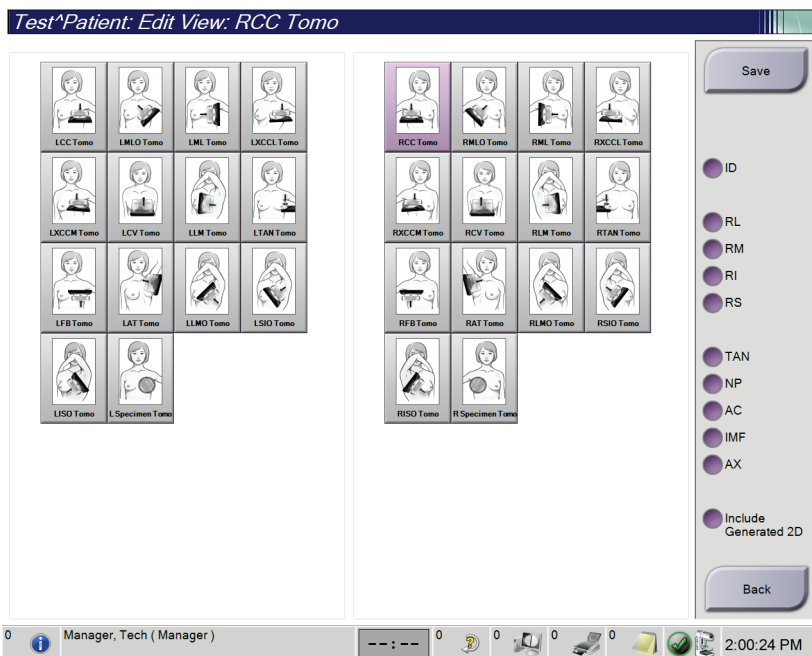 Test^Patient: Edit View: RCC Tomo
LCC Tomo LMLO Tomo LML Tomo LXCCL Tomo
LXCCM Tomo LCV Tomo LLM Tomo LTAN Tomo
LFB Tomo LAT Tomo LLMO Tomo LSIO Tomo
LISO Tomo L Specimen Tomo
RCC Tomo RMLO Tomo RML Tomo RXCCL Tomo
RXCCM Tomo RCV Tomo RLM Tomo RTAN Tomo
RFB Tomo RAT Tomo RLMO Tomo RSIO Tomo
RISO Tomo R Specimen Tomo
Save
ID
RL
RM
RI
RS
TAN
NP
AC
IMF
AX
Include
Generated 2D
Back
0 Manager, Tech ( Manager ) --:-- 0 0 0 0 2:00:24 PM